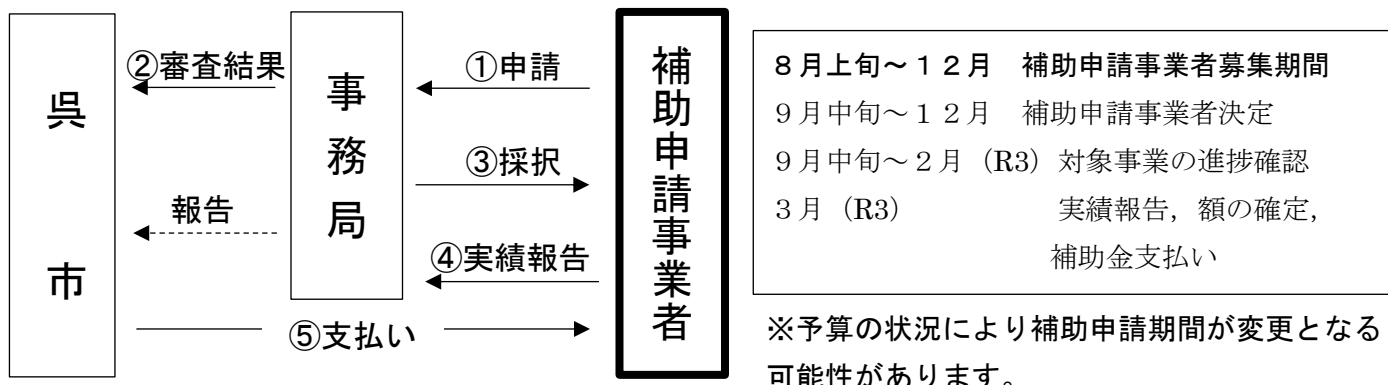 呉市
②審査結果
報告
事務局
①申請
③採択
④実績報告
⑤支払い
補助申請事業者
８月上旬～１２月　補助申請事業者募集期間
９月中旬～１２月　補助申請事業者決定
９月中旬～２月（R3）対象事業の進捗確認
３月（R3）　　　　　実績報告，額の確定，
補助金支払い
※予算の状況により補助申請期間が変更となる
可能性があります。